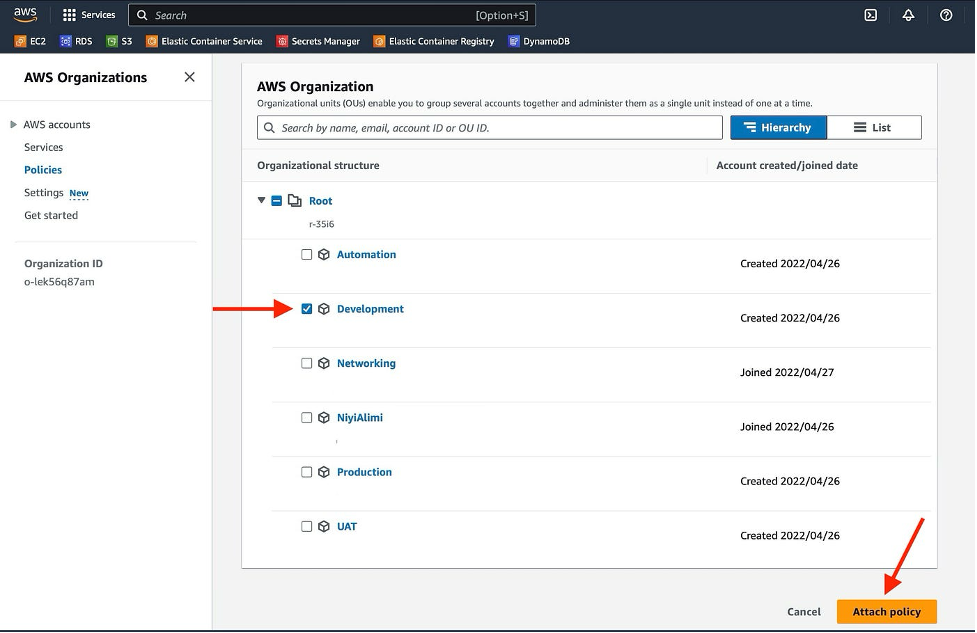 aws
Services
Search
[Option+S]
EC2
RDS
S3
Elastic Container Service
Secrets Manager
Elastic Container Registry
DynamoDB
AWS Organizations
AWS accounts
Services
Policies
Settings New
Get started
Organization ID
o-lek56q87am
AWS Organization
Organizational units (OUs) enable you to group several accounts together and administer them as a single unit instead of one at a time.
Search by name, email, account ID or OU ID.
Hierarchy
List
Organizational structure
Account created/joined date
Root
r-35i6
Automation
Created 2022/04/26
Development
Created 2022/04/26
Networking
Joined 2022/04/27
NiyiAlimi
Joined 2022/04/26
Production
Created 2022/04/26
UAT
Created 2022/04/26
Cancel
Attach policy